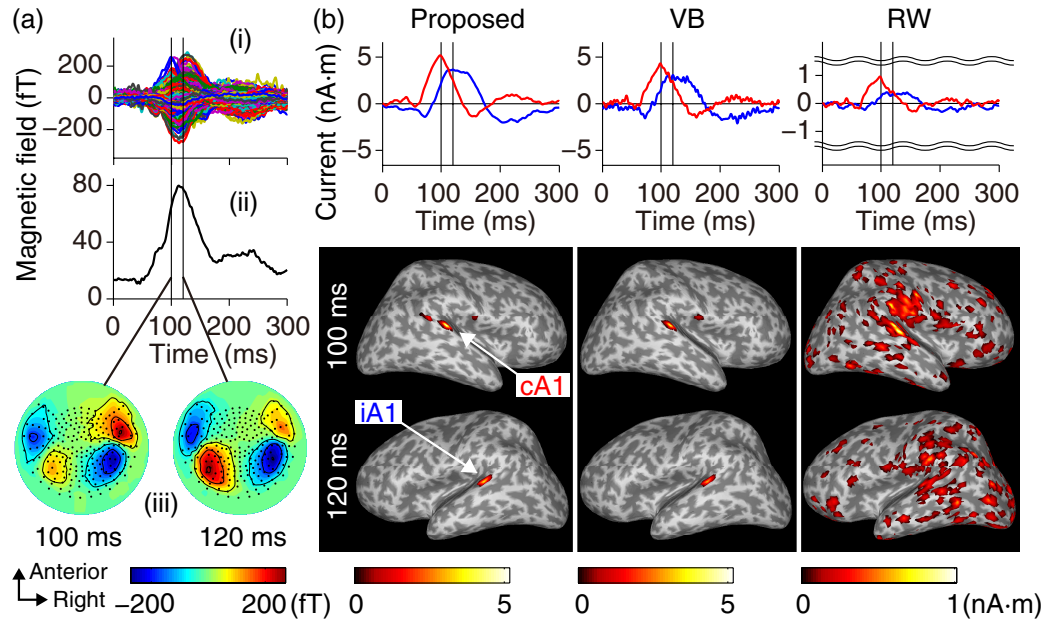 (a)
(i)
Magnetic field (fT)
200
0
−200
(ii)
80
40
0
0 100 200 300
Time (ms)
(iii)
100 ms 120 ms
Anterior
Right
−200 200 (fT)
(b)
Proposed VB RW
Current (nA·m)
5
0
−5
0 100 200 300
Time (ms)
5
0
−5
0 100 200 300
Time (ms)
1
0
−1
0 100 200 300
Time (ms)
100 ms
cA1
120 ms
iA1
0 5
0 5
0 1 (nA·m)